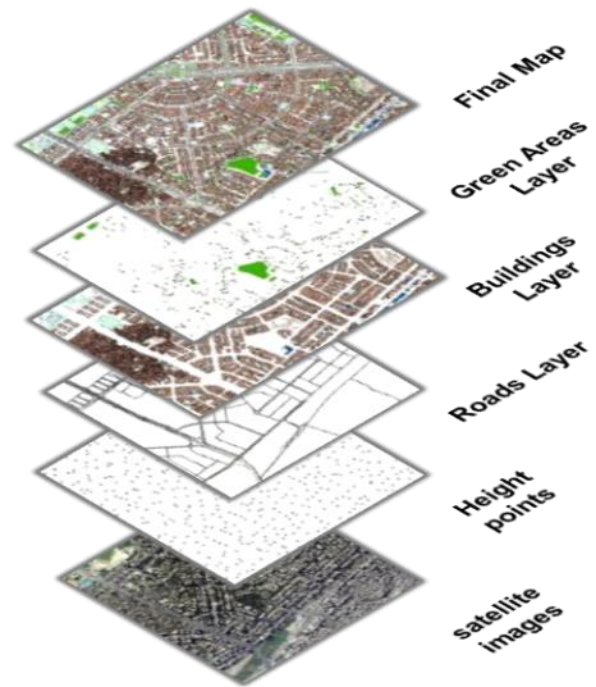 Final Map
Green Areas
Layer
Buildings
Layer
Roads Layer
Height
points
satellite
images